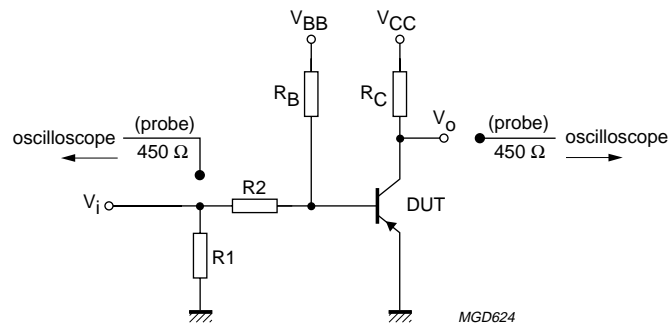 VBB VCC
RB RC
(probe) Vo (probe)
oscilloscope oscilloscope
450 Ω 450 Ω
R2
Vi DUT
R1
MGD624